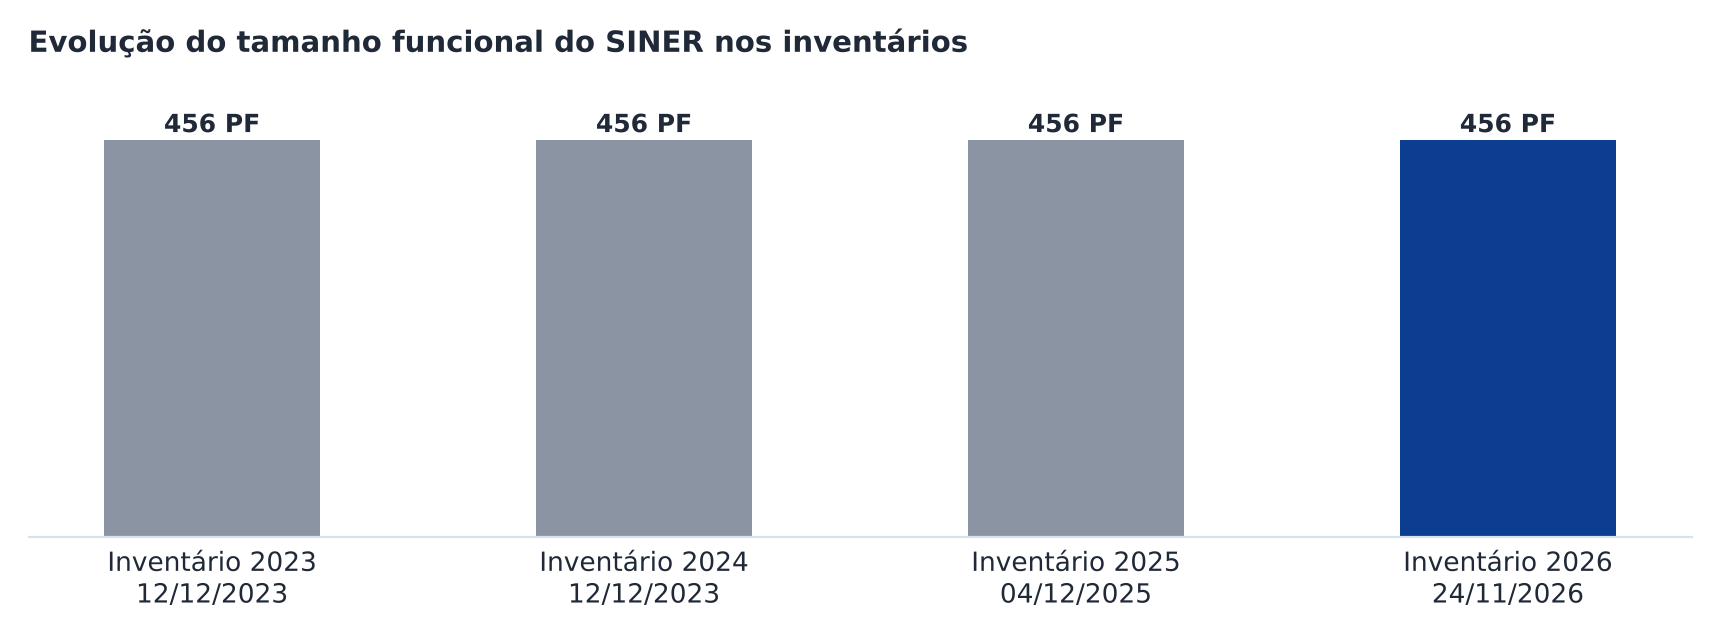 Evolução do tamanho funcional do SINER nos inventários
456 PF
456 PF
456 PF
456 PF
Inventário 2023
12/12/2023
Inventário 2024
12/12/2023
Inventário 2025
04/12/2025
Inventário 2026
24/11/2026